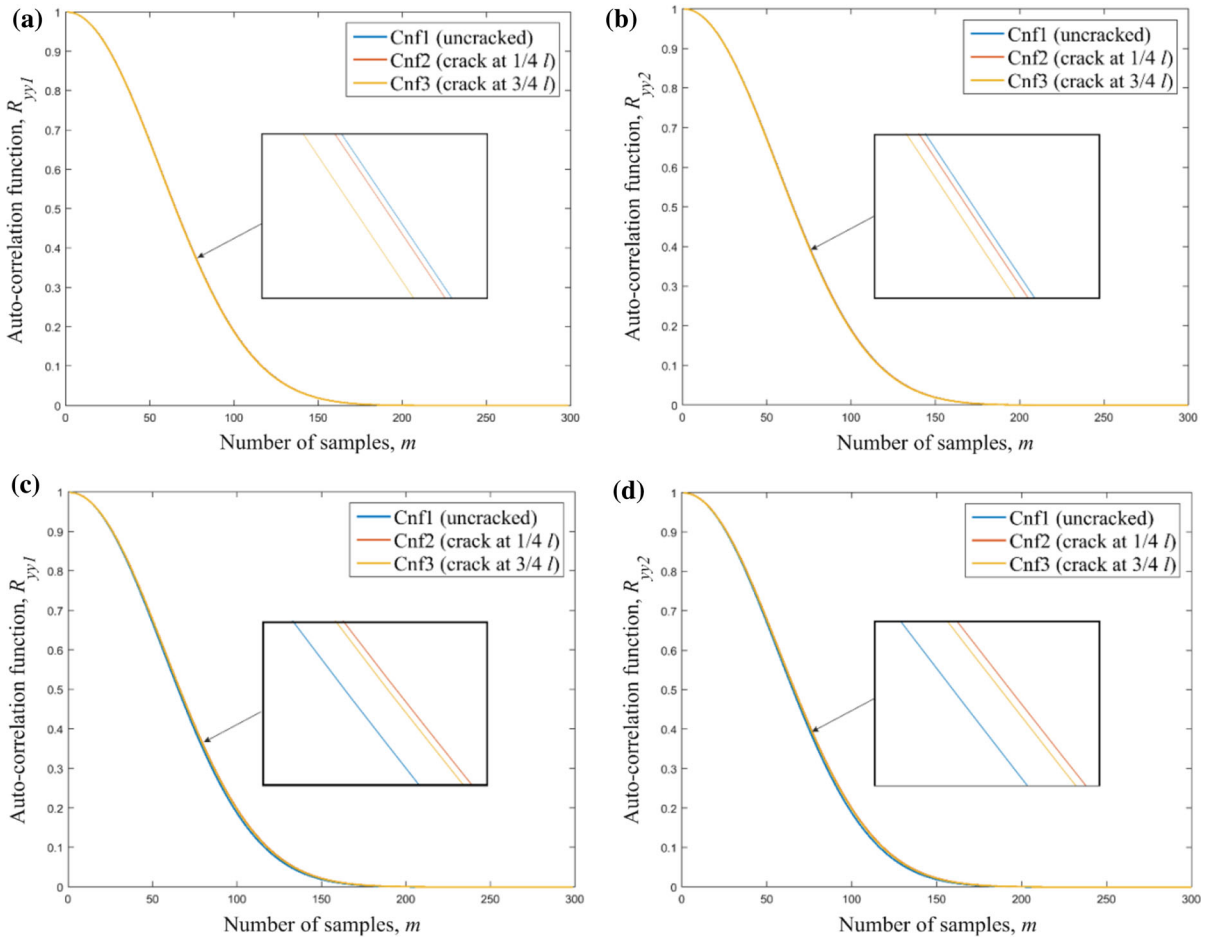 (a)
Auto-correlation function, Ryy1
1
0.9
0.8
0.7
0.6
0.5
0.4
0.3
0.2
0.1
0
Cnf1 (uncracked)
Cnf2 (crack at 1/4 l)
Cnf3 (crack at 3/4 l)
0 50 100 150 200 250 300
Number of samples, m
(b)
Auto-correlation function, Ryy2
1
0.9
0.8
0.7
0.6
0.5
0.4
0.3
0.2
0.1
0
Cnf1 (uncracked)
Cnf2 (crack at 1/4 l)
Cnf3 (crack at 3/4 l)
0 50 100 150 200 250 300
Number of samples, m
(c)
Auto-correlation function, Ryy1
1
0.9
0.8
0.7
0.6
0.5
0.4
0.3
0.2
0.1
0
Cnf1 (uncracked)
Cnf2 (crack at 1/4 l)
Cnf3 (crack at 3/4 l)
0 50 100 150 200 250 300
Number of samples, m
(d)
Auto-correlation function, Ryy2
1
0.9
0.8
0.7
0.6
0.5
0.4
0.3
0.2
0.1
0
Cnf1 (uncracked)
Cnf2 (crack at 1/4 l)
Cnf3 (crack at 3/4 l)
0 50 100 150 200 250 300
Number of samples, m